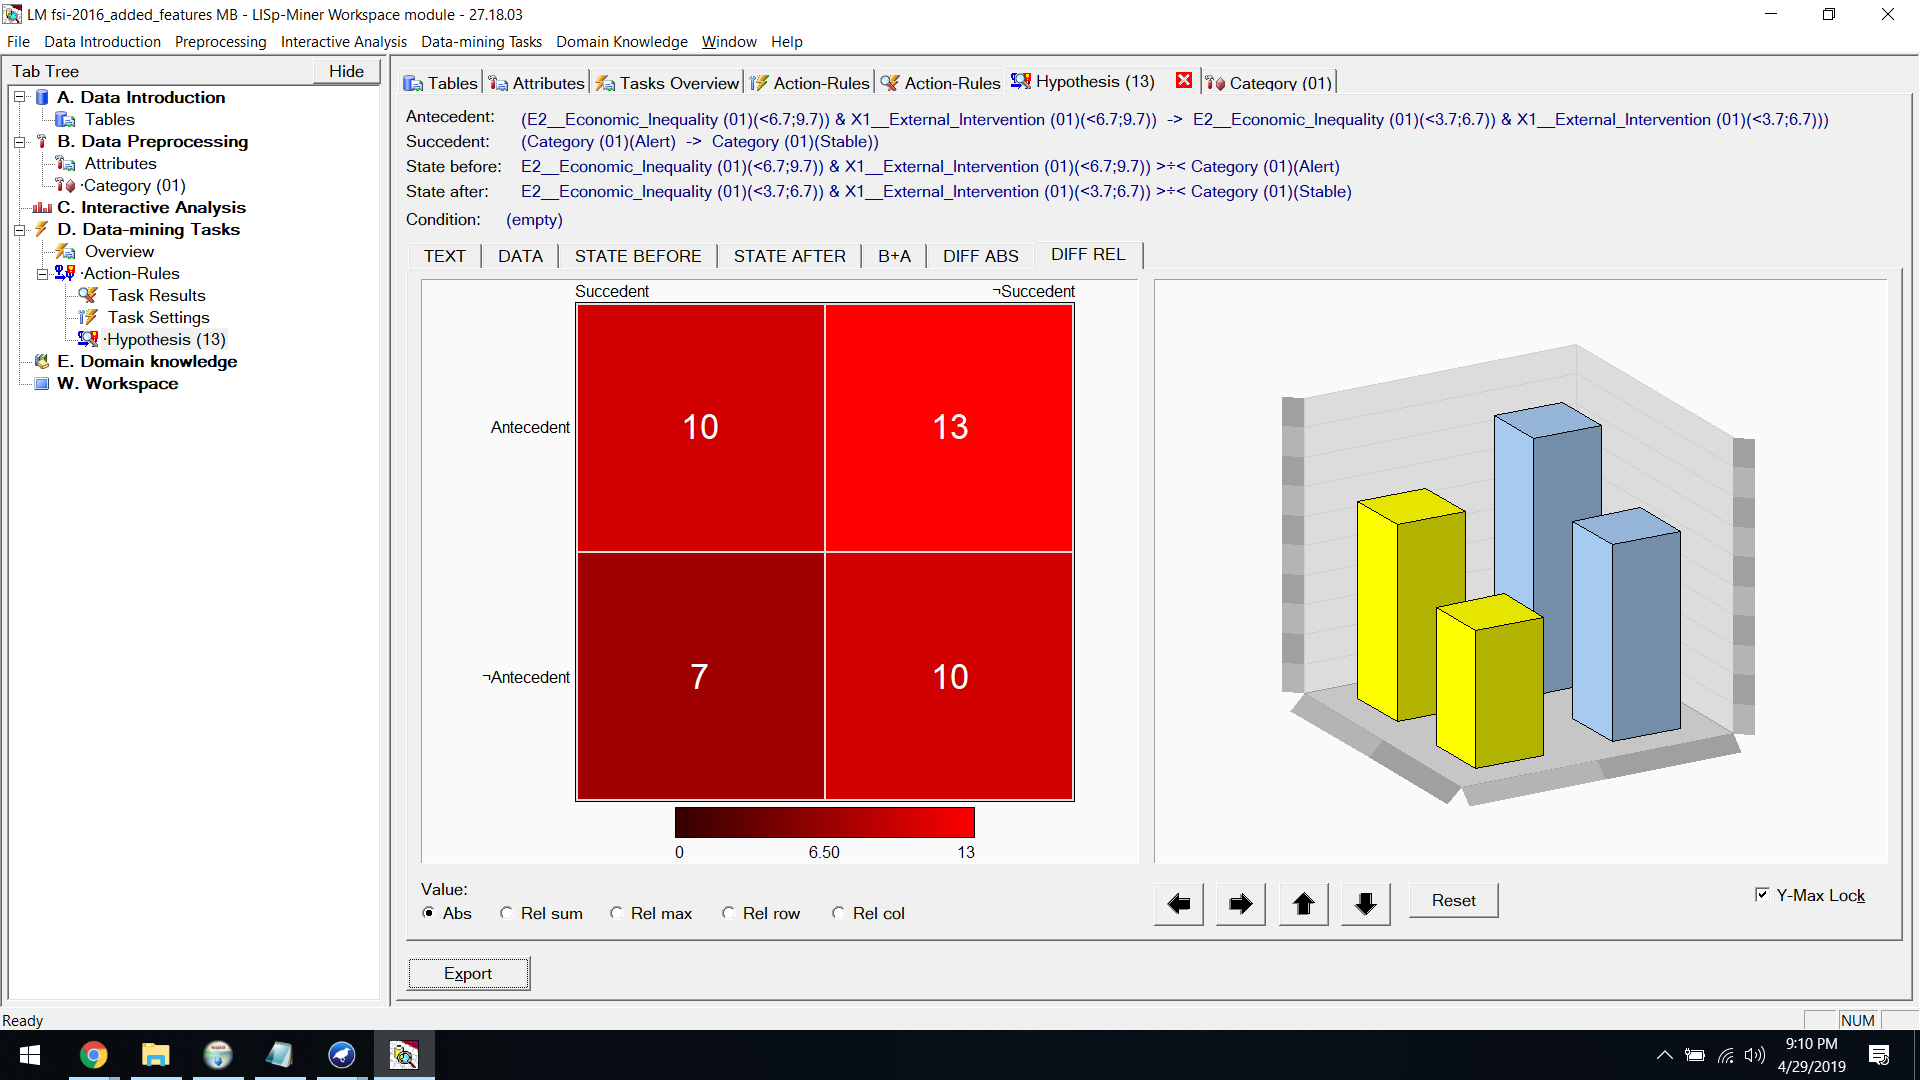 LM fsi-2016_added_features MB - LISp-Miner Workspace module - 27.18.03
File Data Introduction Preprocessing Interactive Analysis Data-mining Tasks Domain Knowledge Window Help
Tab Tree Hide
A. Data Introduction
Tables
B. Data Preprocessing
Attributes
·Category (01)
C. Interactive Analysis
D. Data-mining Tasks
Overview
·Action-Rules
Task Results
Task Settings
·Hypothesis (13)
E. Domain knowledge
W. Workspace
Tables Attributes Tasks Overview Action-Rules Action-Rules Hypothesis (13) Category (01)
Antecedent: (E2__Economic_Inequality (01)(<6.7;9.7)) & X1__External_Intervention (01)(<6.7;9.7)) -> E2__Economic_Inequality (01)(<3.7;6.7)) & X1__External_Intervention (01)(<3.7;6.7)))
Succedent: (Category (01)(Alert) -> Category (01)(Stable))
State before: E2__Economic_Inequality (01)(<6.7;9.7)) & X1__External_Intervention (01)(<6.7;9.7)) >÷< Category (01)(Alert)
State after: E2__Economic_Inequality (01)(<3.7;6.7)) & X1__External_Intervention (01)(<3.7;6.7)) >÷< Category (01)(Stable)
Condition: (empty)
TEXT DATA STATE BEFORE STATE AFTER B+A DIFF ABS DIFF REL
Succedent ¬Succedent
Antecedent 10 13
¬Antecedent 7 10
0 6.50 13
Value:
Abs Rel sum Rel max Rel row Rel col
Reset
Y-Max Lock
Export
Ready
NUM
9:10 PM
4/29/2019